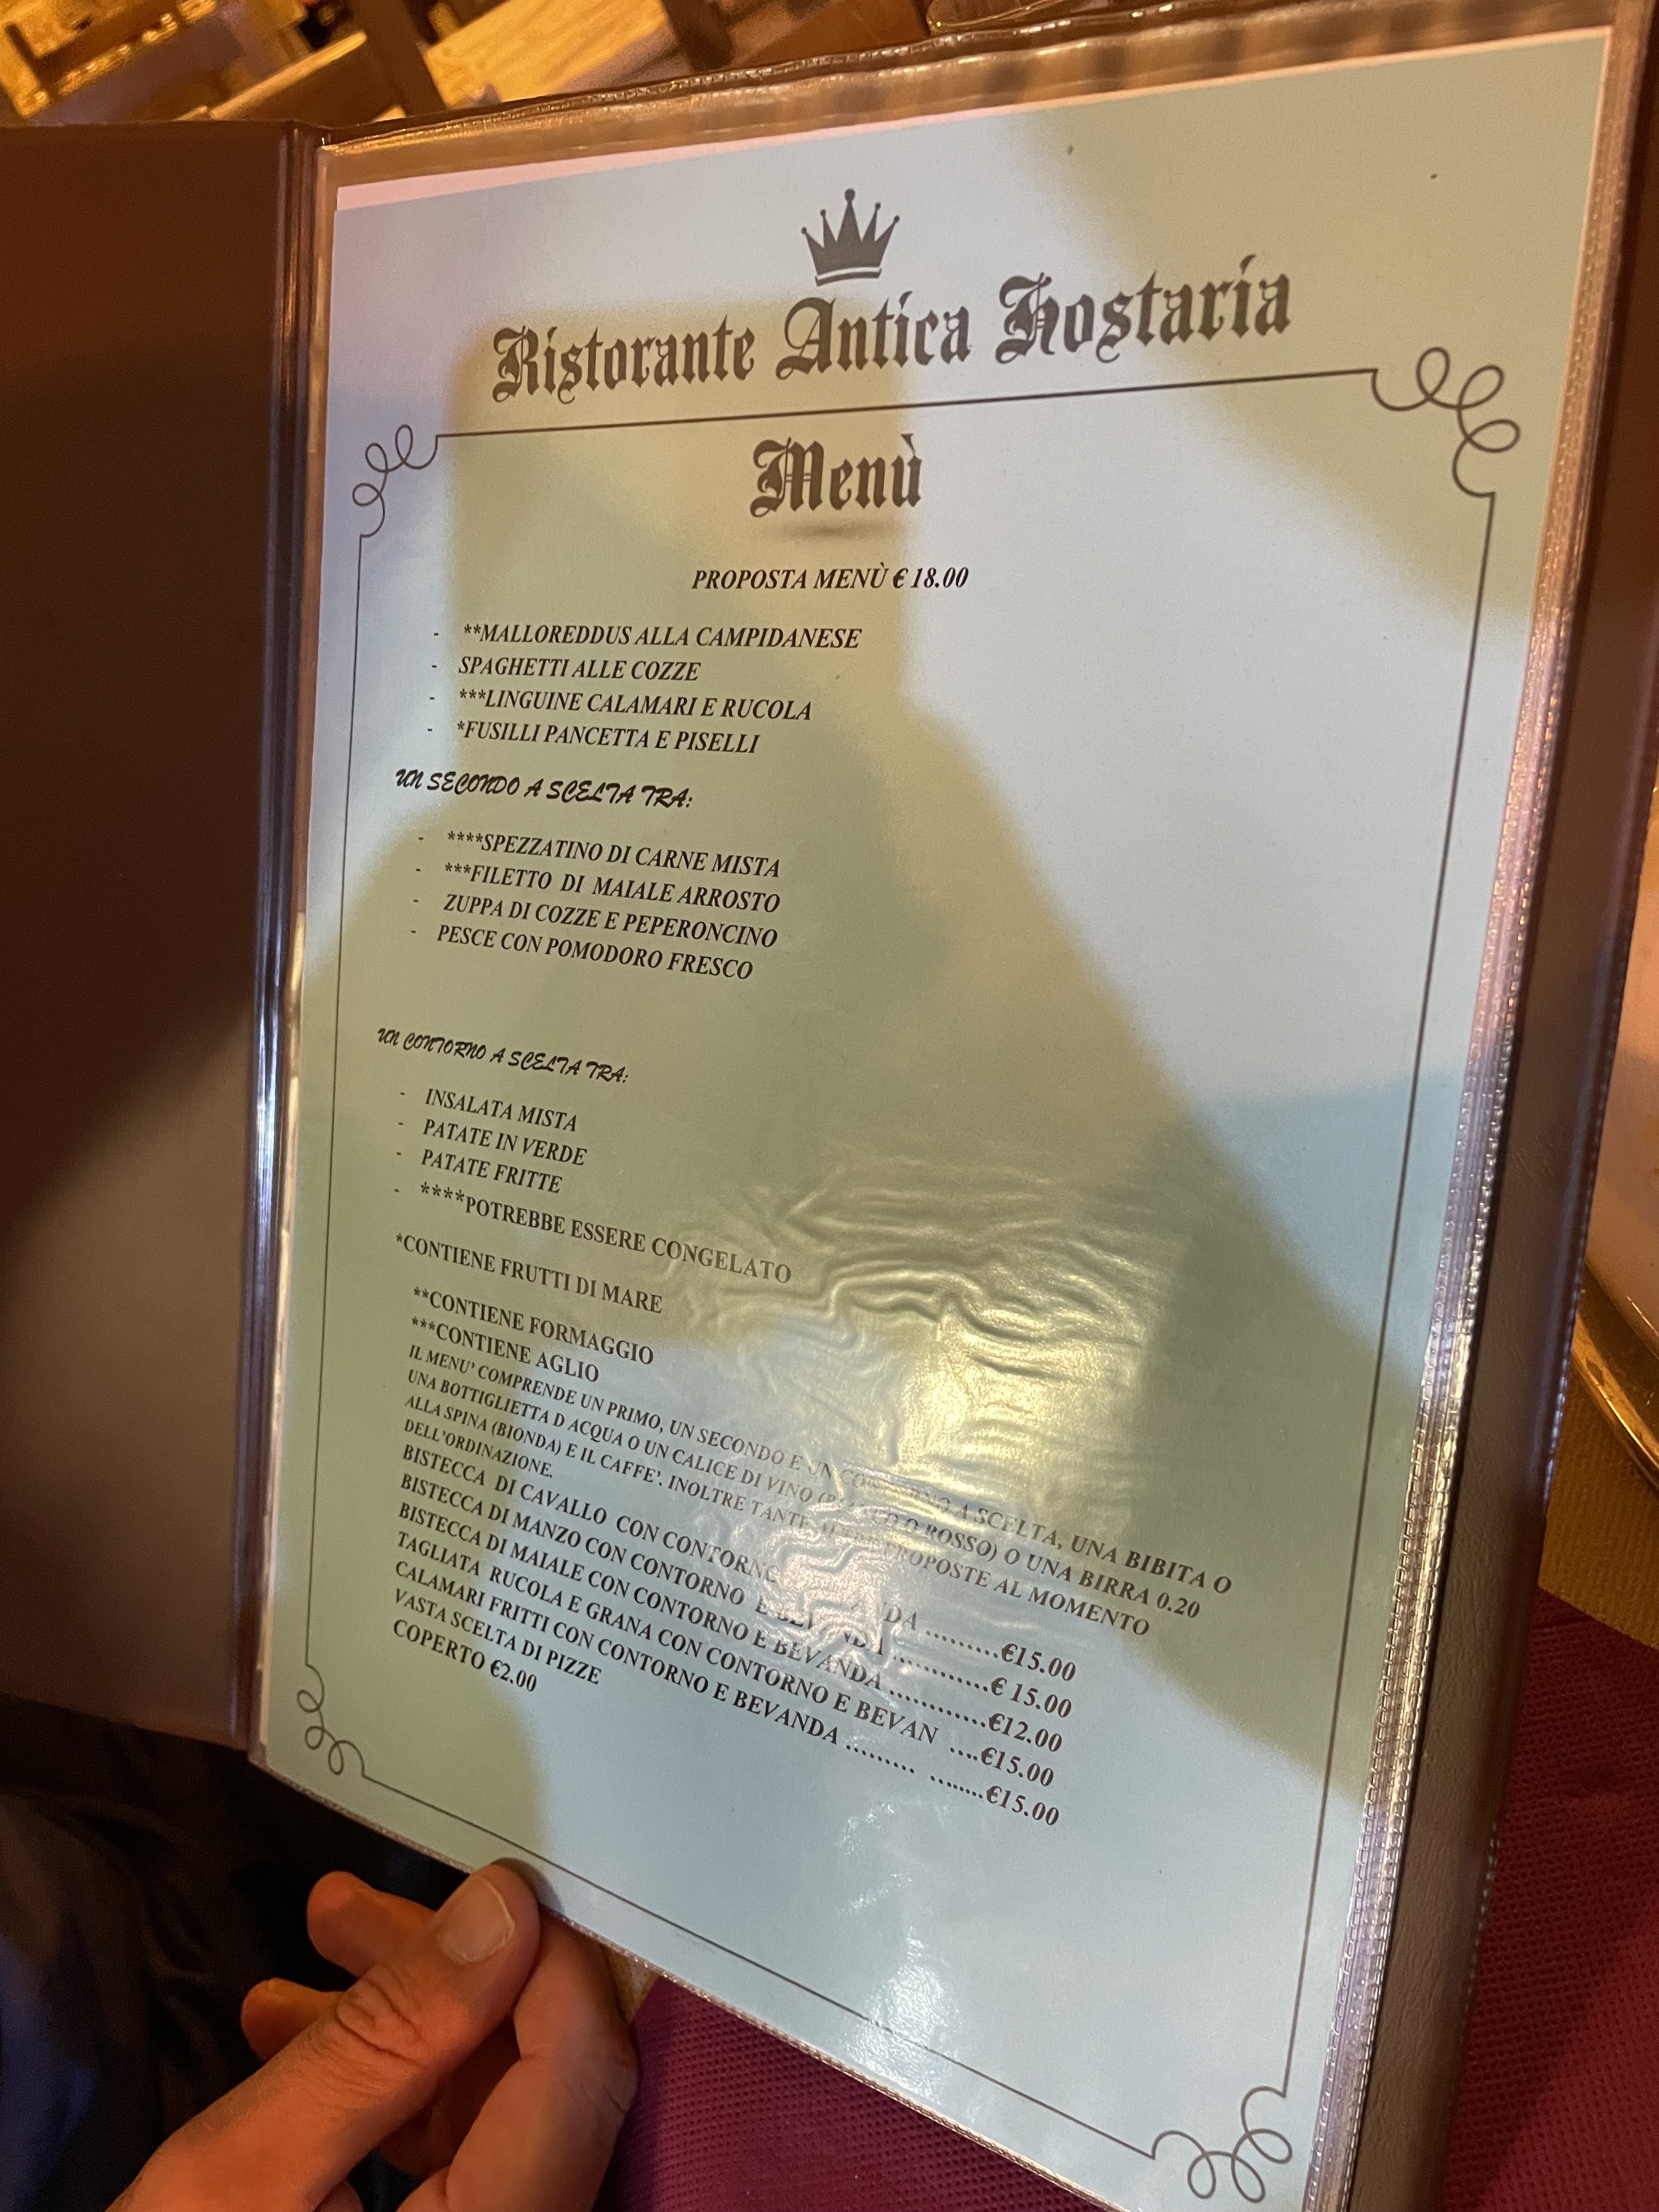 Ristorante Antica Hostaria
Menù
PROPOSTA MENÙ € 18.00
- **MALLOREDDUS ALLA CAMPIDANESE
- SPAGHETTI ALLE COZZE
- ***LINGUINE CALAMARI E RUCOLA
- *FUSILLI PANCETTA E PISELLI
UN SECONDO A SCELTA TRA:
- ****SPEZZATINO DI CARNE MISTA
- ***FILETTO DI MAIALE ARROSTO
- ZUPPA DI COZZE E PEPERONCINO
- PESCE CON POMODORO FRESCO
UN CONTORNO A SCELTA TRA:
- INSALATA MISTA
- PATATE IN VERDE
- PATATE FRITTE
- ****POTREBBE ESSERE CONGELATO
*CONTIENE FRUTTI DI MARE
**CONTIENE FORMAGGIO
***CONTIENE AGLIO
IL MENU' COMPRENDE UN PRIMO, UN SECONDO E UN CONTORNO A SCELTA, UNA BIBITA O
UNA BOTTIGLIETTA D ACQUA O UN CALICE DI VINO (BIANCO O ROSSO) O UNA BIRRA 0.20
ALLA SPINA (BIONDA) E IL CAFFE'. INOLTRE TANTE ALTRE PROPOSTE AL MOMENTO
DELL'ORDINAZIONE.
BISTECCA DI CAVALLO CON CONTORNO E BEVANDA .........€15.00
BISTECCA DI MANZO CON CONTORNO E BEVANDA ............€ 15.00
BISTECCA DI MAIALE CON CONTORNO E BEVANDA ............€12.00
TAGLIATA RUCOLA E GRANA CON CONTORNO E BEVAN ....€15.00
CALAMARI FRITTI CON CONTORNO E BEVANDA ......... .......€15.00
VASTA SCELTA DI PIZZE
COPERTO €2.00